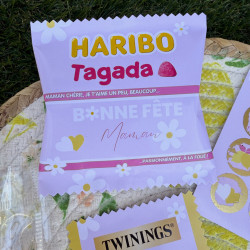 HARIBO
Tagada
MAMAN CHÉRIE, JE T'AIME UN PEU, BEAUCOUP...
BONNE FÊTE
Maman
...PASSIONNÉMENT, À LA FOLIE !
TWININGS